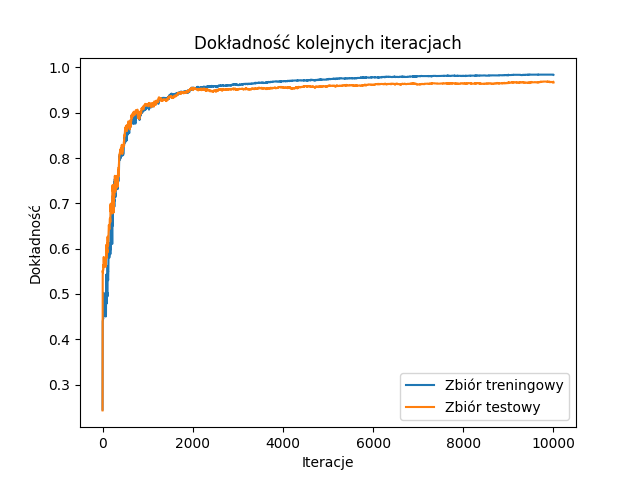 Dokładność kolejnych iteracjach
1.0
0.9
0.8
0.7
0.6
0.5
0.4
0.3
Dokładność
0 2000 4000 6000 8000 10000
Iteracje
Zbiór treningowy
Zbiór testowy